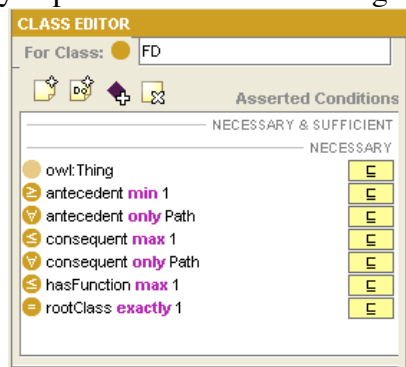 CLASS EDITOR
For Class: FD
Asserted Conditions
NECESSARY & SUFFICIENT
NECESSARY
owl:Thing ⊑
≥ antecedent min 1 ⊑
∀ antecedent only Path ⊑
≤ consequent max 1 ⊑
∀ consequent only Path ⊑
≤ hasFunction max 1 ⊑
= rootClass exactly 1 ⊑